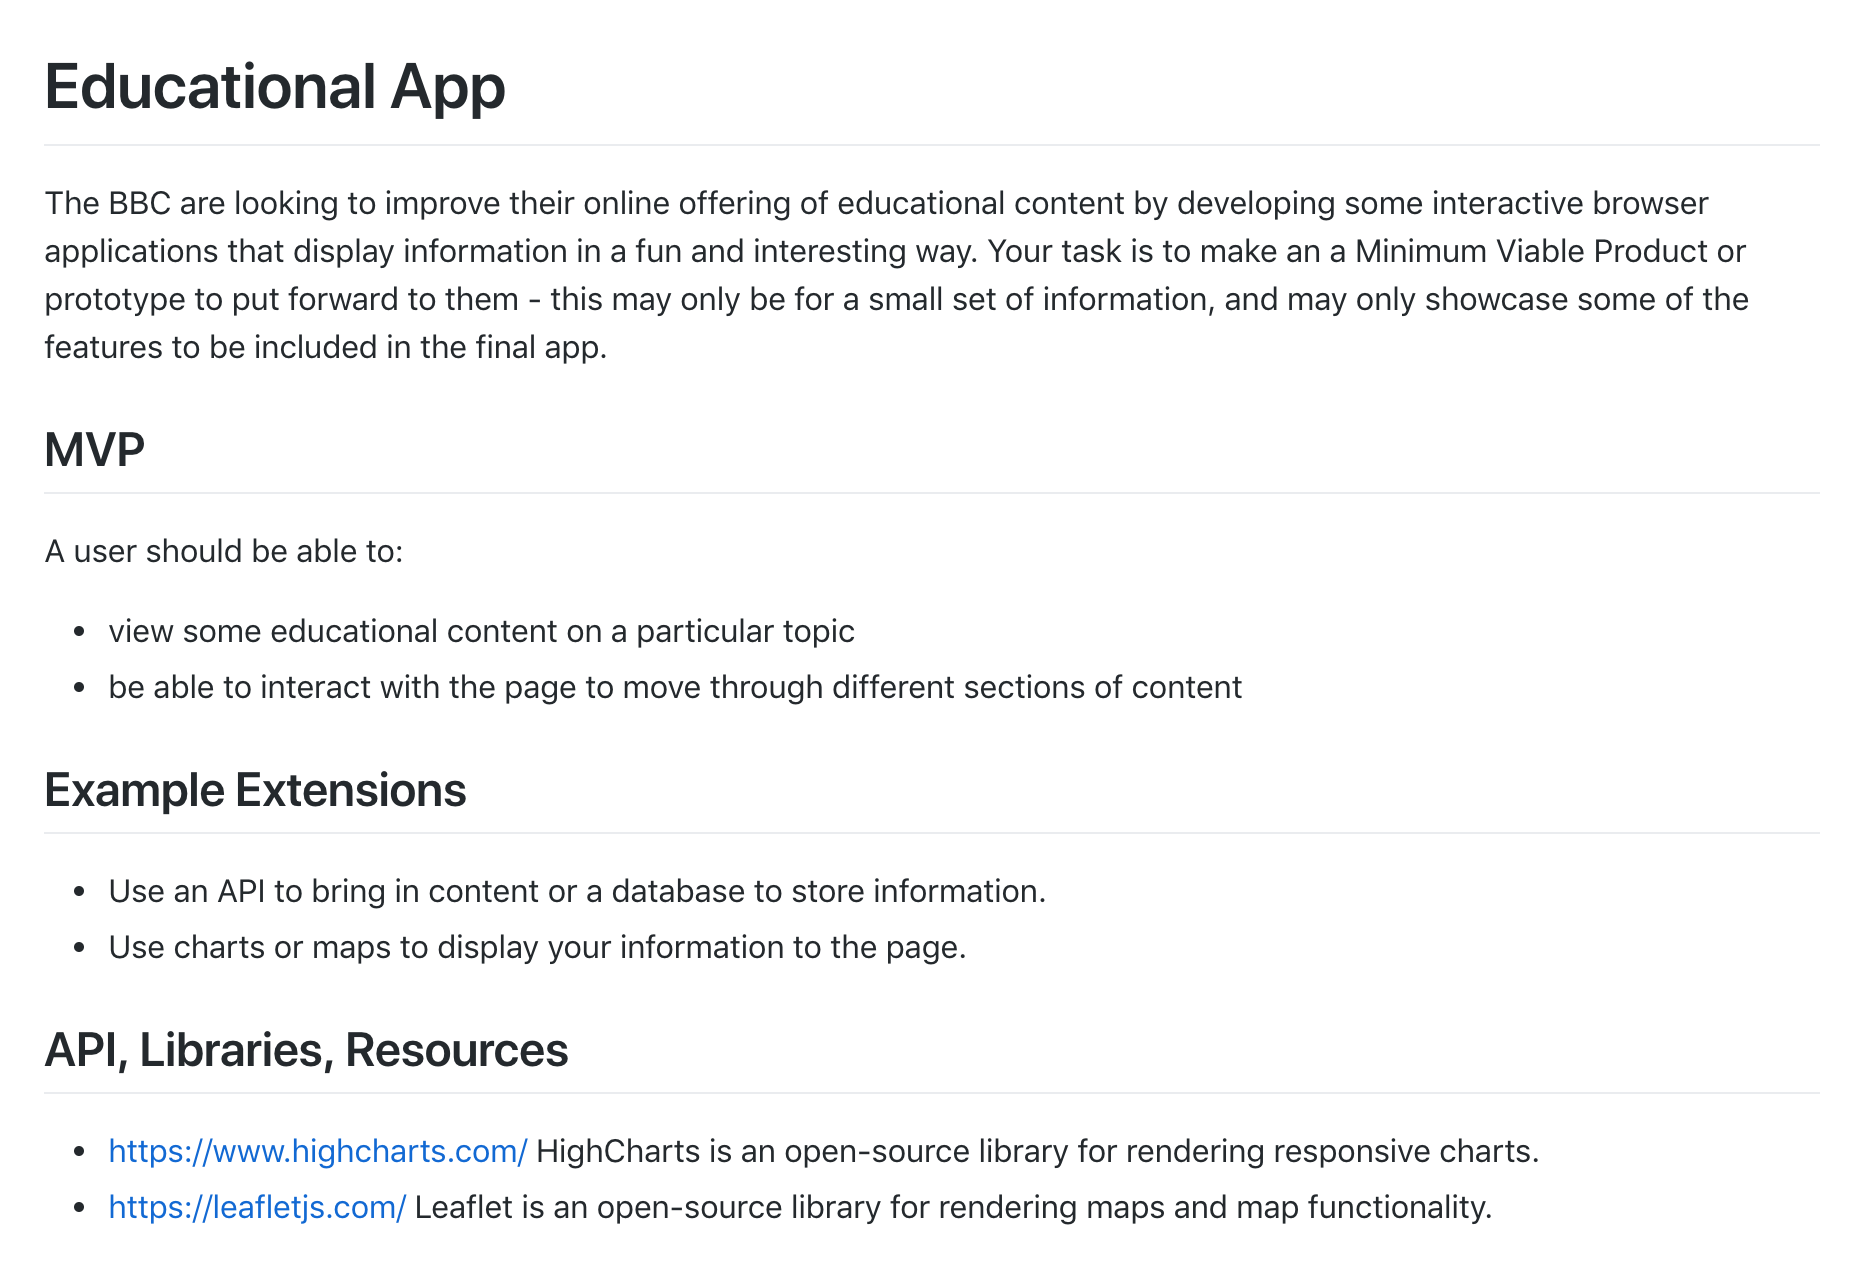 Educational App
The BBC are looking to improve their online offering of educational content by developing some interactive browser
applications that display information in a fun and interesting way. Your task is to make an a Minimum Viable Product or
prototype to put forward to them - this may only be for a small set of information, and may only showcase some of the
features to be included in the final app.
MVP
A user should be able to:
• view some educational content on a particular topic
• be able to interact with the page to move through different sections of content
Example Extensions
• Use an API to bring in content or a database to store information.
• Use charts or maps to display your information to the page.
API, Libraries, Resources
• https://www.highcharts.com/ HighCharts is an open-source library for rendering responsive charts.
• https://leafletjs.com/ Leaflet is an open-source library for rendering maps and map functionality.